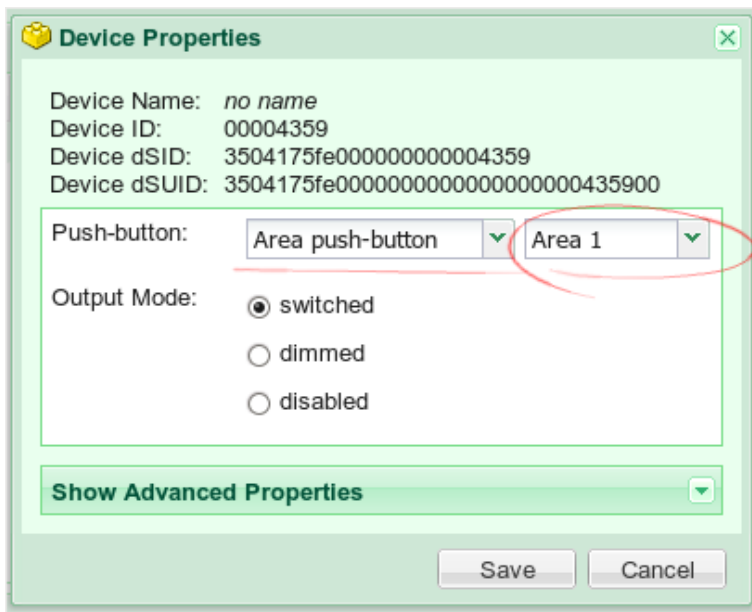 Device Properties
Device Name: no name
Device ID: 00004359
Device dSID: 3504175fe000000000004359
Device dSUID: 3504175fe0000000000000000000435900
Push-button: Area push-button Area 1
Output Mode: switched
dimmed
disabled
Show Advanced Properties
Save Cancel